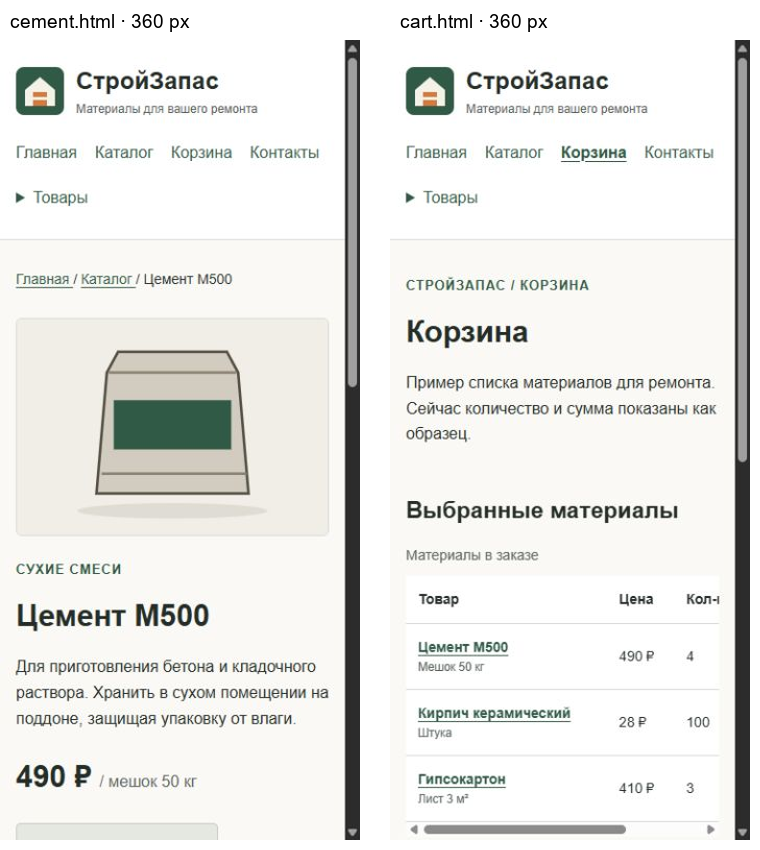 cement.html · 360 px
СтройЗапас
Материалы для вашего ремонта
Главная Каталог Корзина Контакты
▶ Товары
Главная / Каталог / Цемент М500
СУХИЕ СМЕСИ
Цемент М500
Для приготовления бетона и кладочного
раствора. Хранить в сухом помещении на
поддоне, защищая упаковку от влаги.
490 ₽ / мешок 50 кг
cart.html · 360 px
СтройЗапас
Материалы для вашего ремонта
Главная Каталог Корзина Контакты
▶ Товары
СТРОЙЗАПАС / КОРЗИНА
Корзина
Пример списка материалов для ремонта.
Сейчас количество и сумма показаны как
образец.
Выбранные материалы
Материалы в заказе
Товар Цена
Цемент М500 490 ₽ 4
Мешок 50 кг
Кирпич керамический 28 ₽ 100
Штука
Гипсокартон 410 ₽ 3
Лист 3 м²